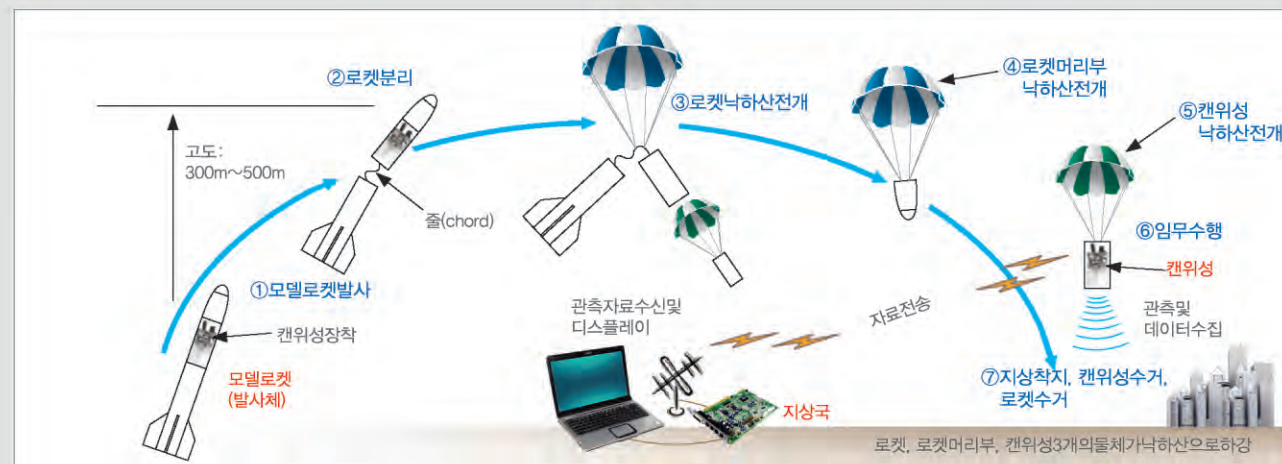 ②로켓분리
③로켓낙하산전개
④로켓머리부
낙하산전개
⑤캔위성
낙하산전개
고도:
300m~500m
줄(chord)
⑥임무수행
캔위성
①모델로켓발사
캔위성장착
관측자료수신및
디스플레이
자료전송
관측및
데이터수집
모델로켓
(발사체)
지상국
⑦지상착지, 캔위성수거,
로켓수거
로켓, 로켓머리부, 캔위성3개의물체가낙하산으로하강